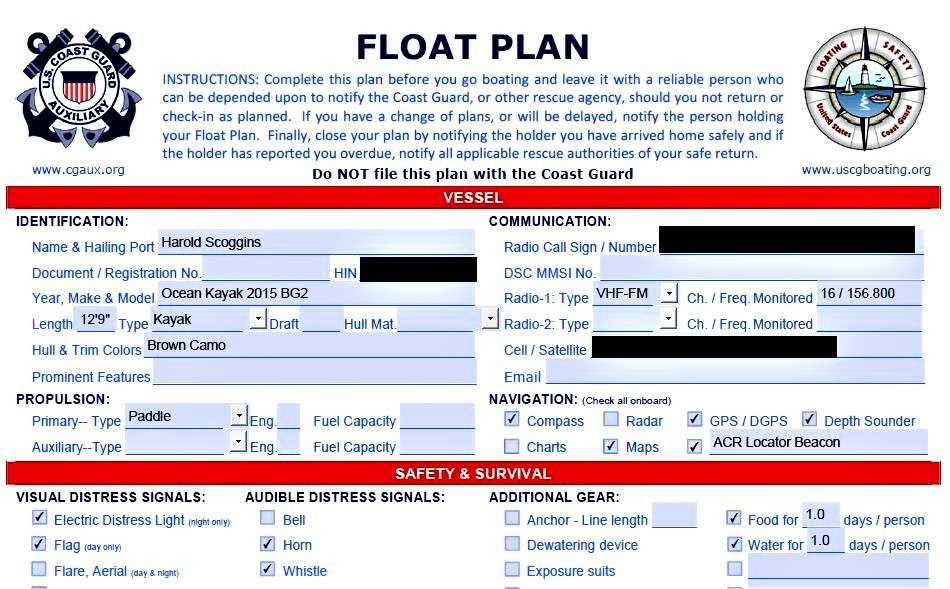 FLOAT PLAN
U.S. COAST GUARD AUXILIARY
BOATING SAFETY
United States Coast Guard
INSTRUCTIONS: Complete this plan before you go boating and leave it with a reliable person who
can be depended upon to notify the Coast Guard, or other rescue agency, should you not return or
check-in as planned. If you have a change of plans, or will be delayed, notify the person holding
your Float Plan. Finally, close your plan by notifying the holder you have arrived home safely and if
the holder has reported you overdue, notify all applicable rescue authorities of your safe return.
www.cgaux.org
Do NOT file this plan with the Coast Guard
www.uscgboating.org
VESSEL
IDENTIFICATION:
Name & Hailing Port Harold Scoggins
Document / Registration No. HIN
Year, Make & Model Ocean Kayak 2015 BG2
Length 12'9" Type Kayak Draft Hull Mat.
Hull & Trim Colors Brown Camo
Prominent Features
COMMUNICATION:
Radio Call Sign / Number
DSC MMSI No.
Radio-1: Type VHF-FM Ch. / Freq. Monitored 16 / 156.800
Radio-2: Type Ch. / Freq. Monitored
Cell / Satellite
Email
PROPULSION:
Primary-- Type Paddle Eng. Fuel Capacity
Auxiliary--Type Eng. Fuel Capacity
NAVIGATION: (Check all onboard)
Compass Radar GPS / DGPS Depth Sounder
Charts Maps ACR Locator Beacon
SAFETY & SURVIVAL
VISUAL DISTRESS SIGNALS:
Electric Distress Light (night only)
Flag (day only)
Flare, Aerial (day & night)
AUDIBLE DISTRESS SIGNALS:
Bell
Horn
Whistle
ADDITIONAL GEAR:
Anchor - Line length
Dewatering device
Exposure suits
Food for 1.0 days / person
Water for 1.0 days / person